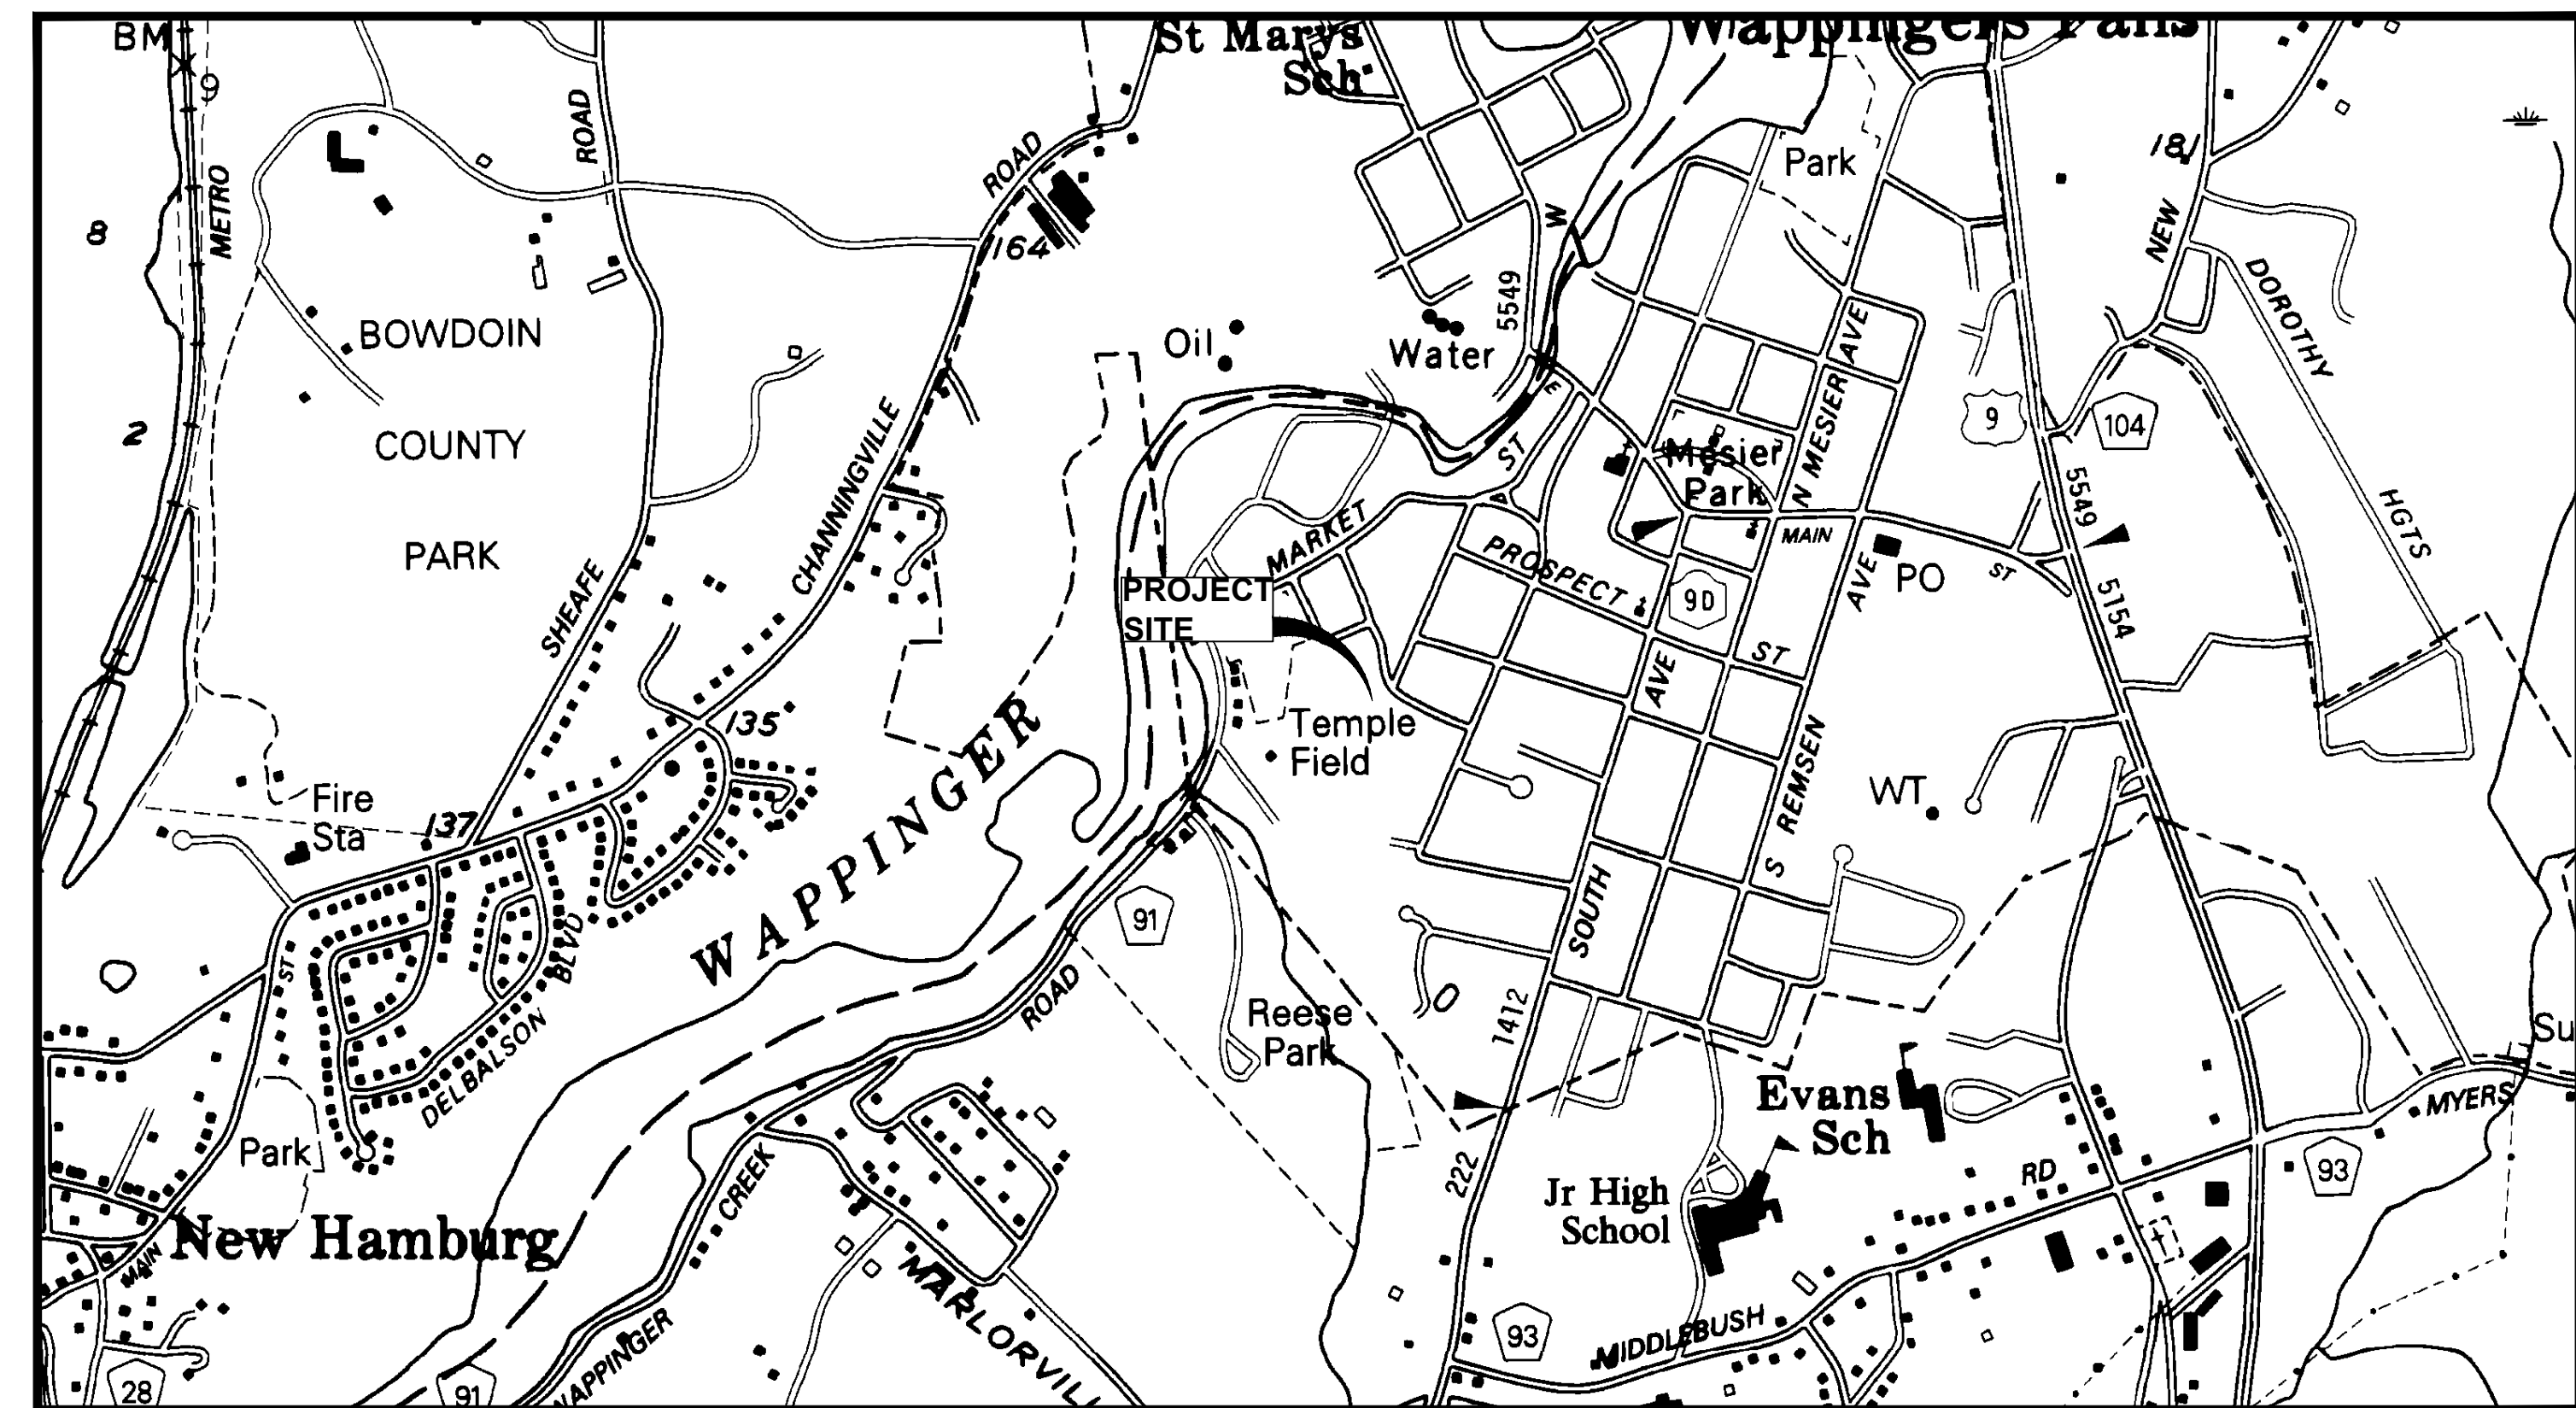 BM
9
St Marys
Sch
Wappingers Falls
ROAD
METRO
ROAD
164
Park
181
NEW
8
BOWDOIN
COUNTY
PARK
2
Oil
Water
5549
W
E
DOROTHY
HGTS
9
104
CHANNINGVILLE
ST
MARKET
Mesier
Park
N MESIER AVE
MAIN
ST
PROSPECT
ST
9D
AVE
PO
5549
5154
PROJECT
SITE
SHEAFE
135
Temple
Field
AVE
S REMSEN
WT
Fire
Sta
137
WAPPINGER
91
SOUTH
ST
BLVD
DELBALSON
ROAD
Reese
Park
1412
Su
Evans
Sch
MYERS
Park
222
Jr High
School
RD
93
CREEK
New Hamburg
MAIN
MARLORVILL
WAPPINGER
93
MIDDLEBUSH
28
91